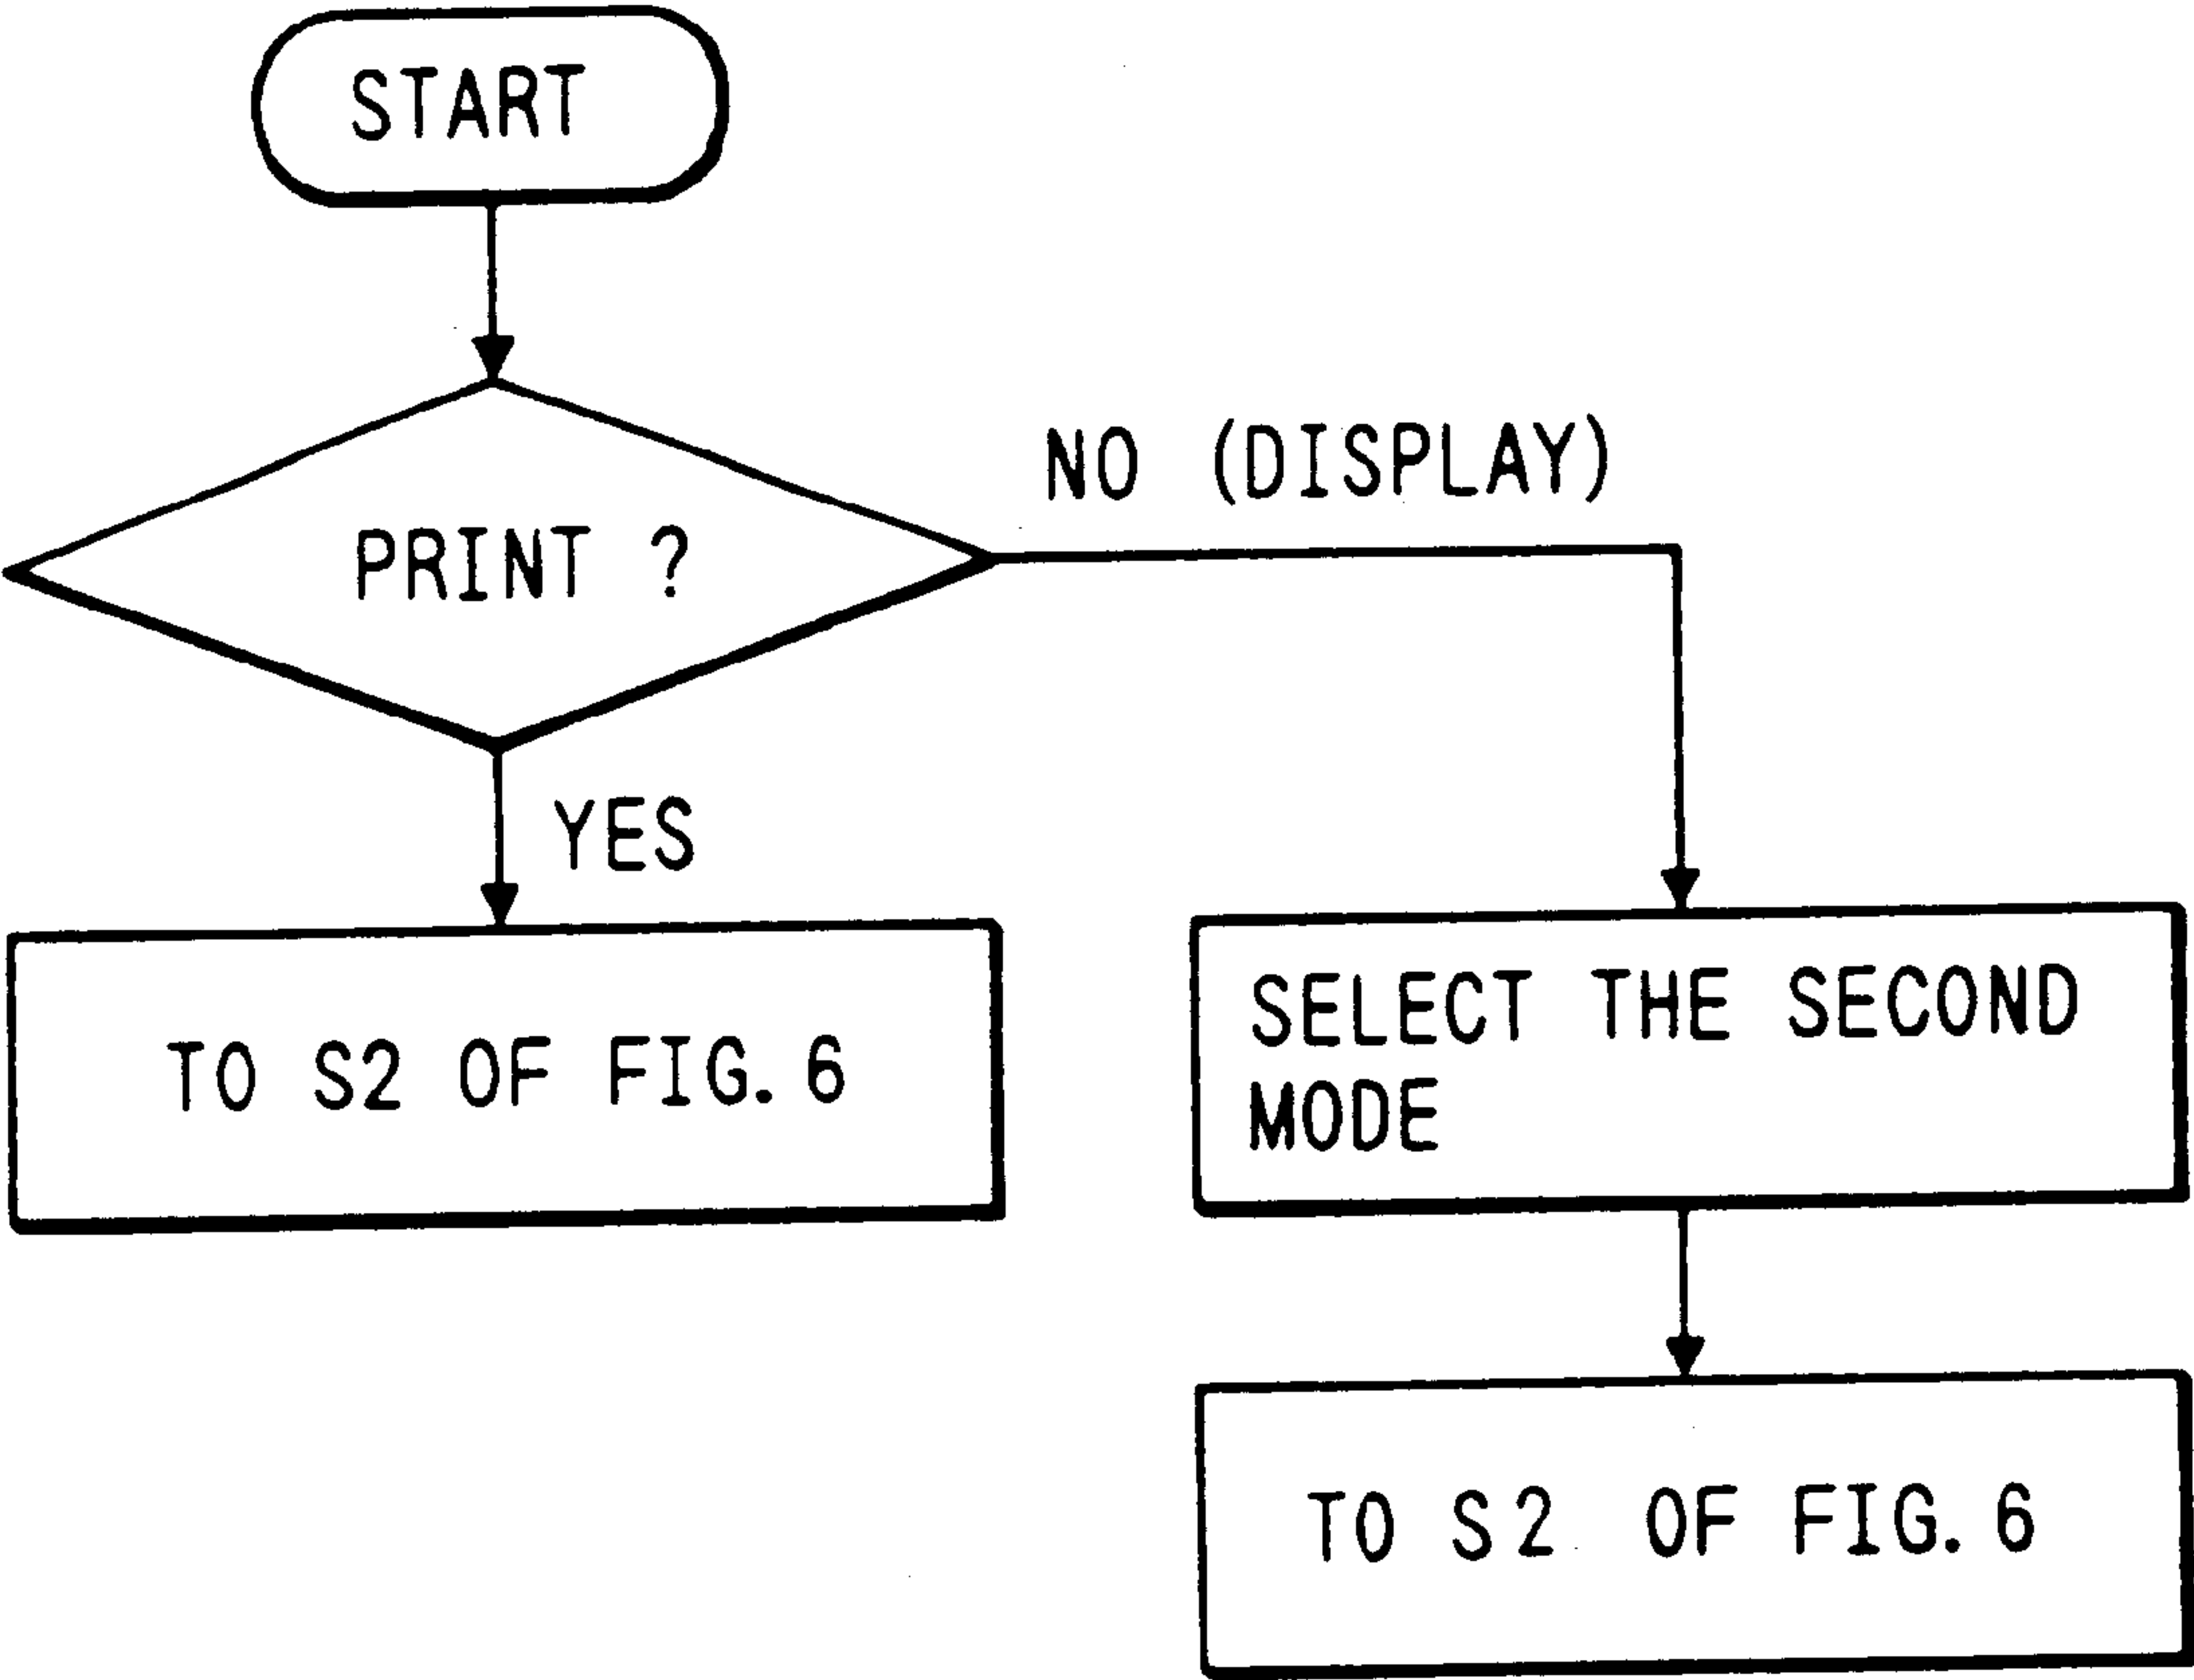 START
PRINT ?
NO (DISPLAY)
YES
TO S2 OF FIG. 6
SELECT THE SECOND
MODE
TO S2 OF FIG. 6